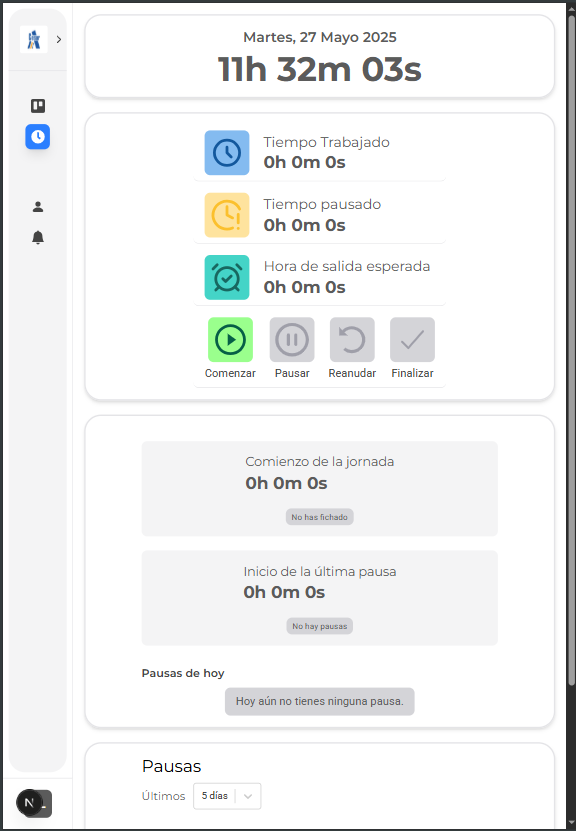 Martes, 27 Mayo 2025
11h 32m 03s
Tiempo Trabajado
0h 0m 0s
Tiempo pausado
0h 0m 0s
Hora de salida esperada
0h 0m 0s
Comenzar Pausar Reanudar Finalizar
Comienzo de la jornada
0h 0m 0s
No has fichado
Inicio de la última pausa
0h 0m 0s
No hay pausas
Pausas de hoy
Hoy aún no tienes ninguna pausa.
Pausas
Últimos 5 días
N